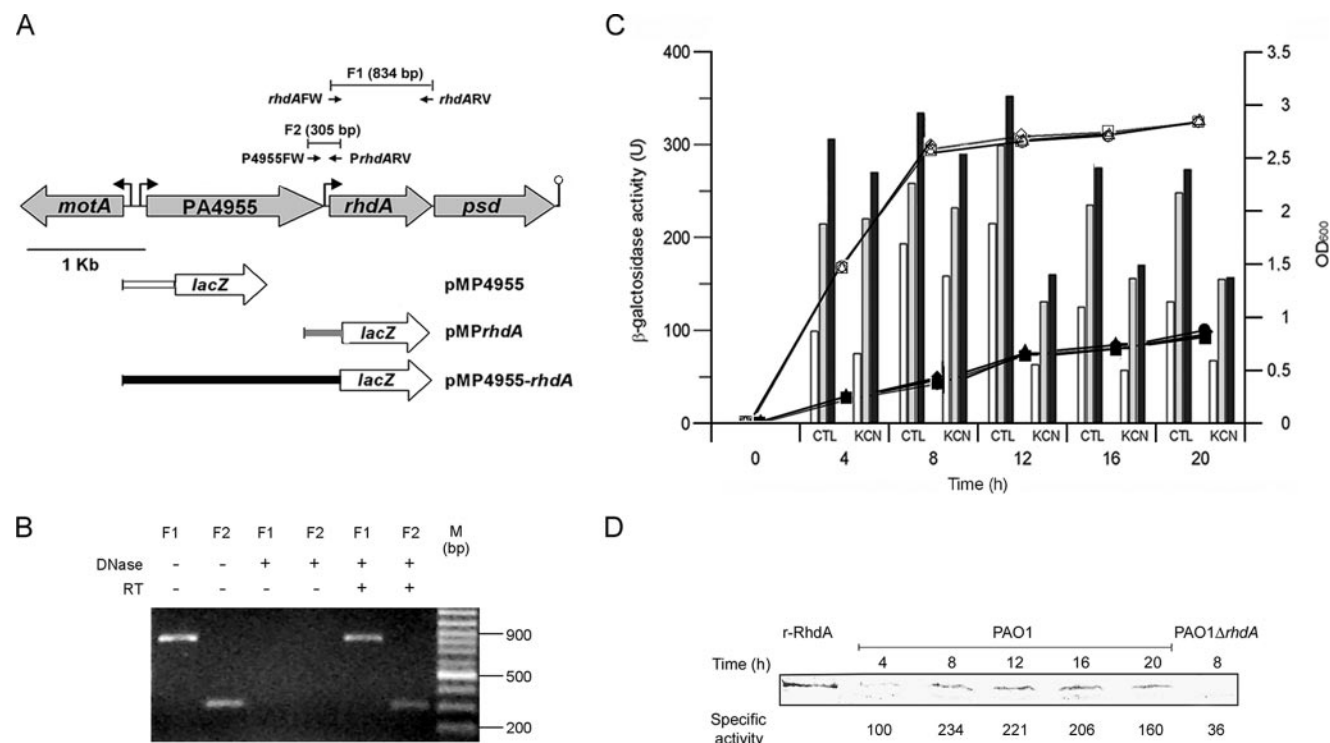 A
F1 (834 bp)
rhdAFW
rhdARV
F2 (305 bp)
P4955FW
PrhdARV
motA
PA4955
rhdA
psd
1 Kb
lacZ
pMP4955
lacZ
pMPrhdA
lacZ
pMP4955-rhdA
B
F1 F2 F1 F2 F1 F2 M
(bp)
DNase - - + + + +
RT - - - - + +
900
500
200
C
400
300
200
100
0
β-galctosidase activity (U)
3.5
3
2.5
2
1.5
1
0.5
0
OD600
CTL KCN CTL KCN CTL KCN CTL KCN CTL KCN
0 4 8 12 16 20
Time (h)
D
r-RhdA PAO1 PAO1ΔrhdA
Time (h) 4 8 12 16 20 8
Specific activity 100 234 221 206 160 36